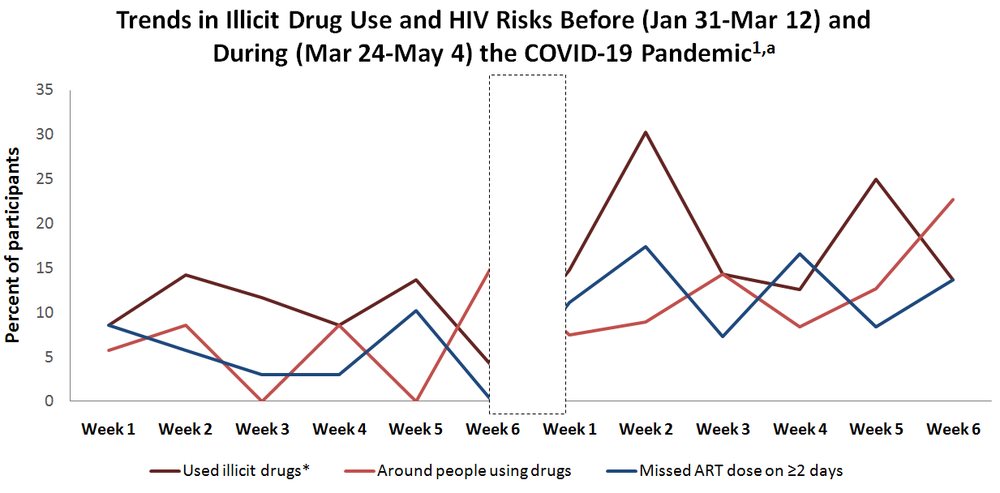 Trends in Illicit Drug Use and HIV Risks Before (Jan 31-Mar 12) and
During (Mar 24-May 4) the COVID-19 Pandemic1,a
35
30
25
20
15
10
5
0
Percent of participants
Week 1 Week 2 Week 3 Week 4 Week 5 Week 6 Week 1 Week 2 Week 3 Week 4 Week 5 Week 6
Used illicit drugs* Around people using drugs Missed ART dose on ≥2 days